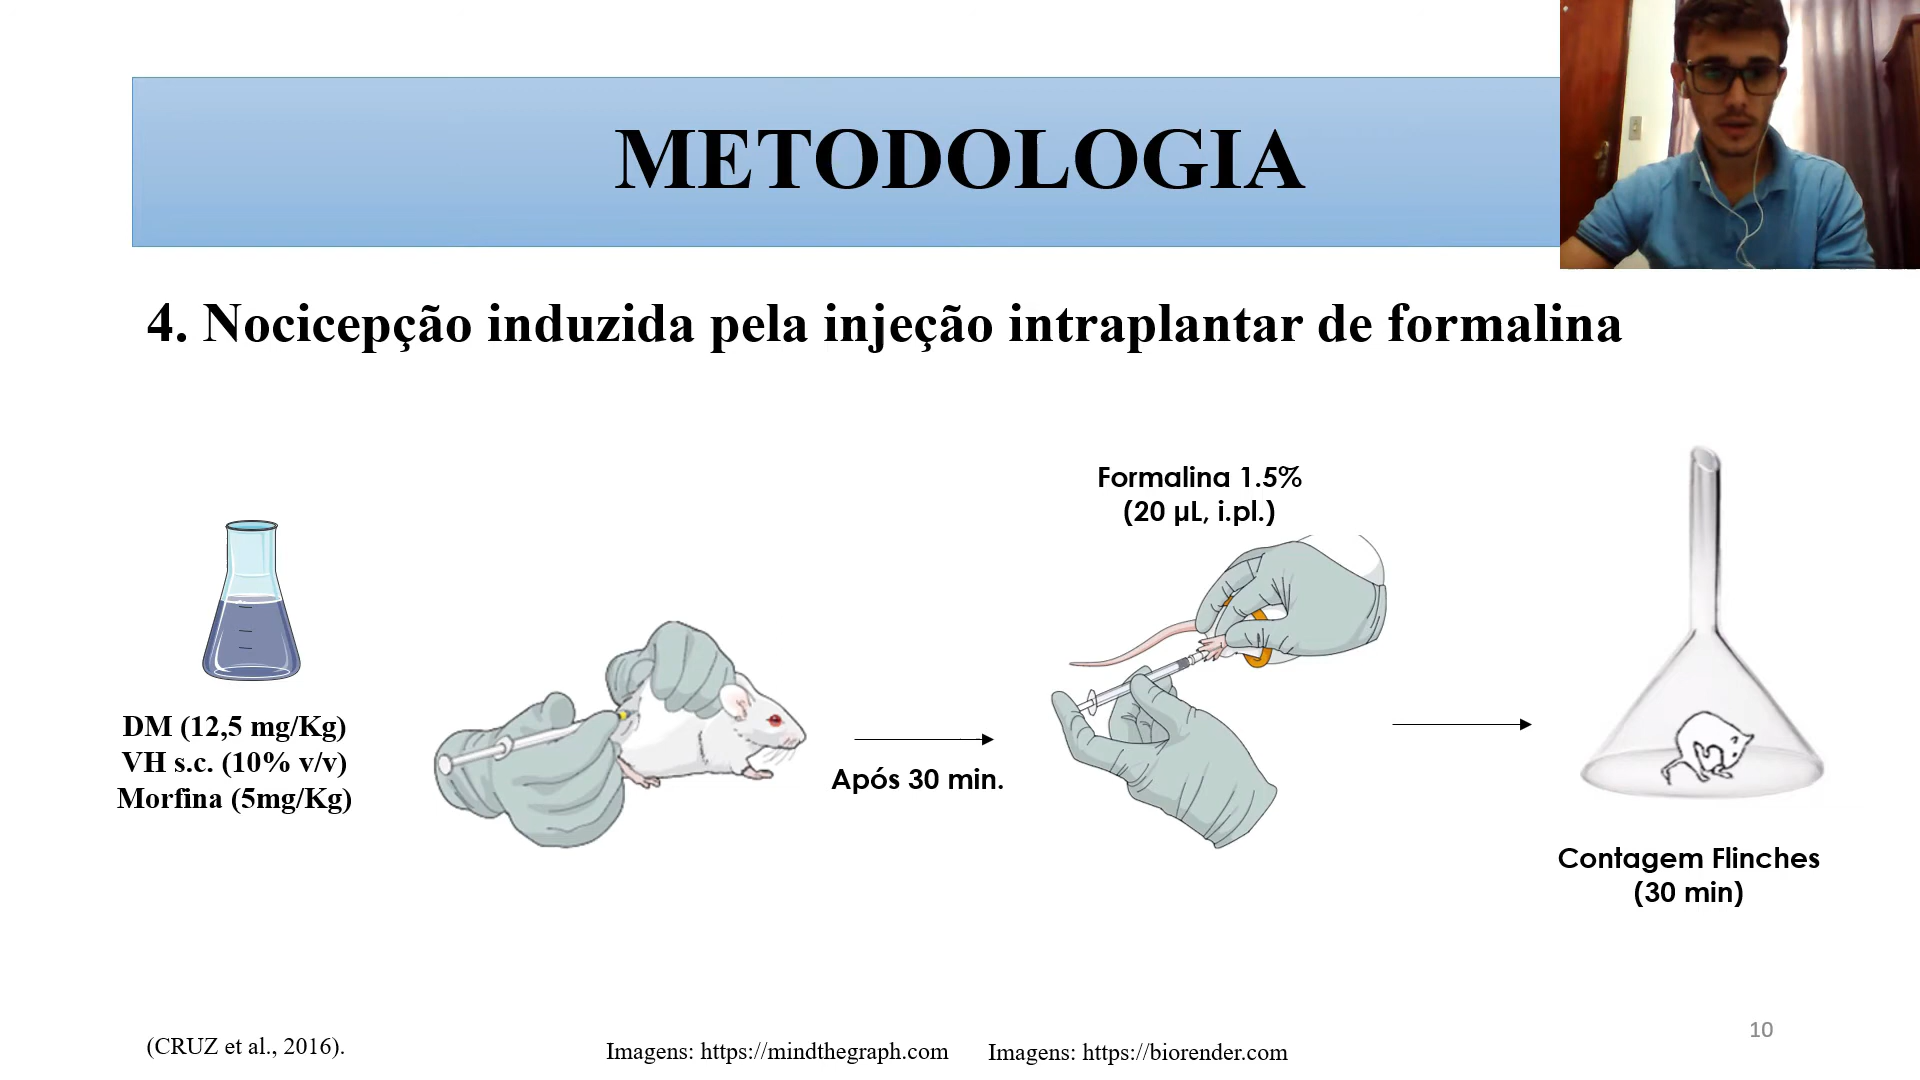 METODOLOGIA
4. Nocicepção induzida pela injeção intraplantar de formalina
Formalina 1.5%
(20 µL, i.pl.)
DM (12,5 mg/Kg)
VH s.c. (10% v/v)
Morfina (5mg/Kg)
Após 30 min.
Contagem Flinches
(30 min)
(CRUZ et al., 2016).
Imagens: https://mindthegraph.com
Imagens: https://biorender.com
10